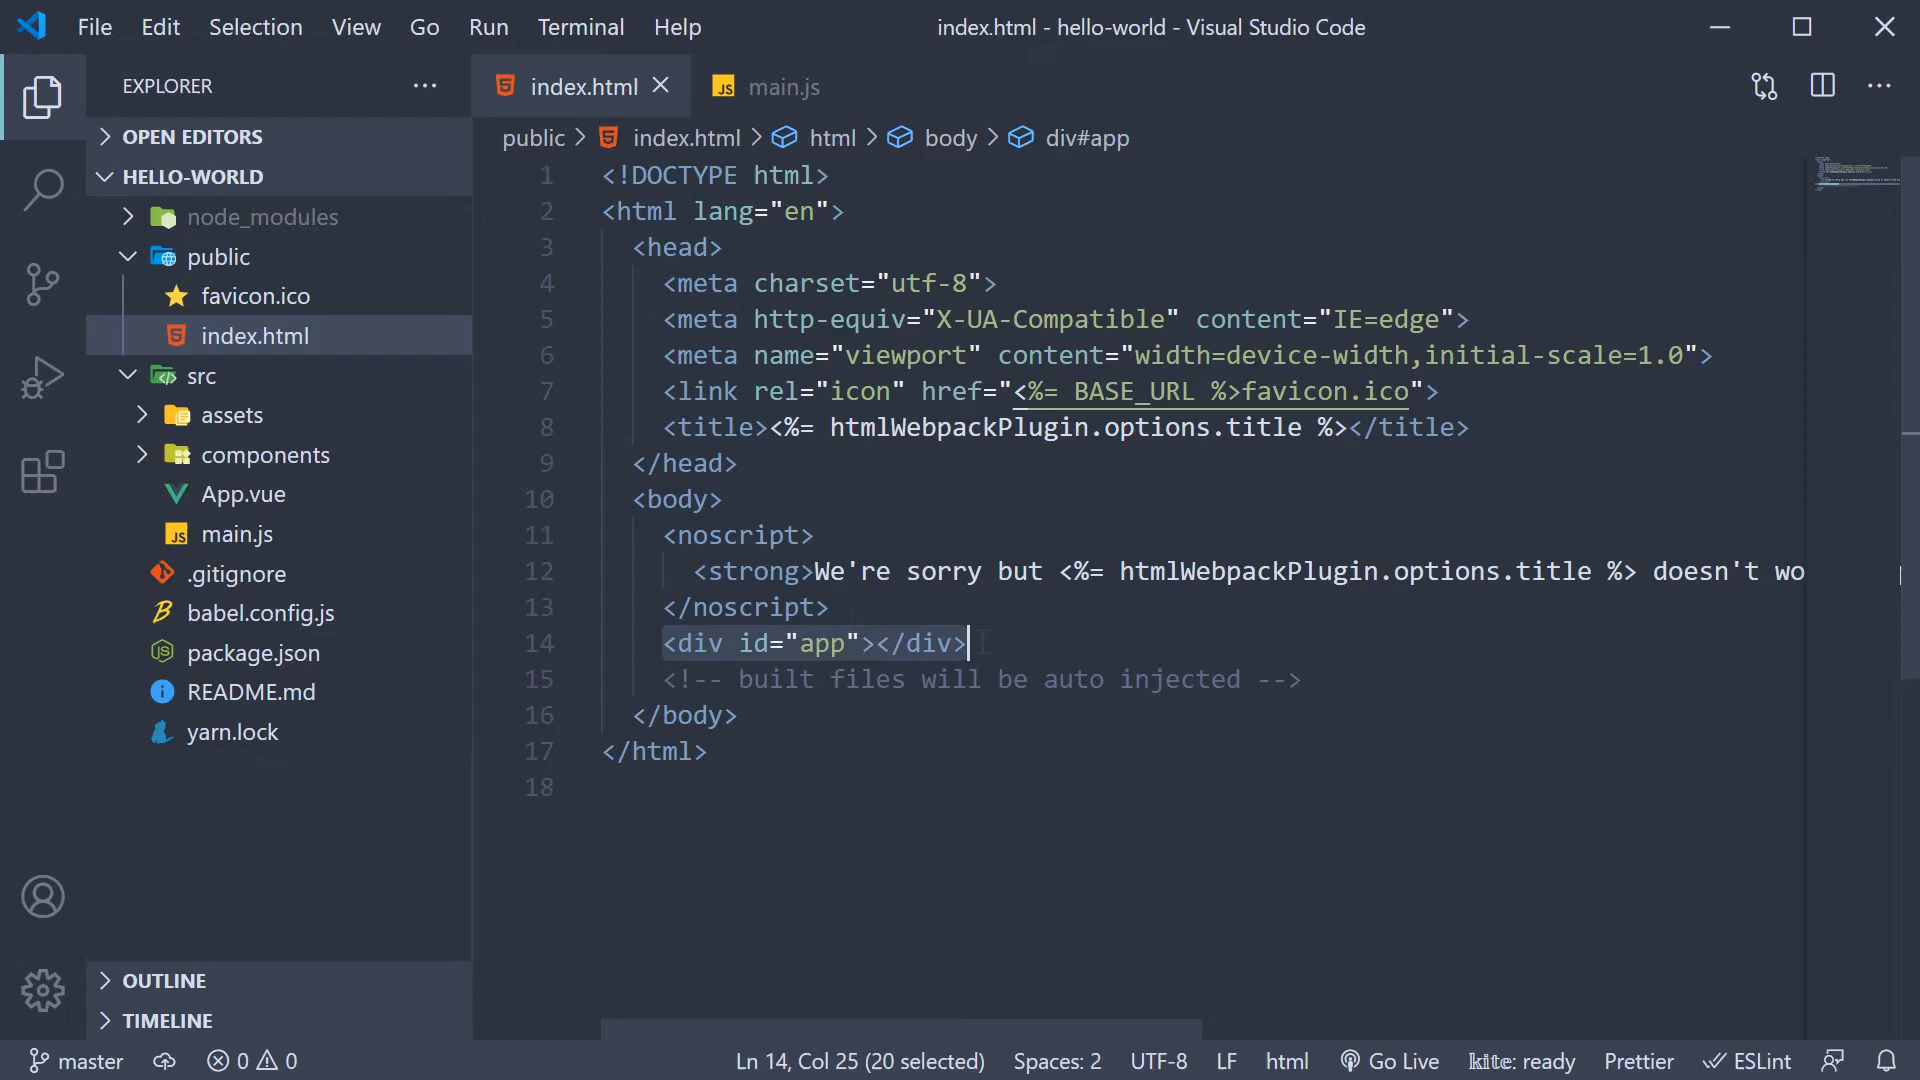 File Edit Selection View Go Run Terminal Help index.html - hello-world - Visual Studio Code
EXPLORER
OPEN EDITORS
HELLO-WORLD
node_modules
public
favicon.ico
index.html
src
assets
components
App.vue
main.js
.gitignore
babel.config.js
package.json
README.md
yarn.lock
OUTLINE
TIMELINE
index.html JS main.js
public > index.html > html > body > div#app
1 <!DOCTYPE html>
2 <html lang="en">
3 <head>
4 <meta charset="utf-8">
5 <meta http-equiv="X-UA-Compatible" content="IE=edge">
6 <meta name="viewport" content="width=device-width,initial-scale=1.0">
7 <link rel="icon" href="<%= BASE_URL %>favicon.ico">
8 <title><%= htmlWebpackPlugin.options.title %></title>
9 </head>
10 <body>
11 <noscript>
12 <strong>We're sorry but <%= htmlWebpackPlugin.options.title %> doesn't wo
13 </noscript>
14 <div id="app"></div>
15 <!-- built files will be auto injected -->
16 </body>
17 </html>
18
master 0 0 Ln 14, Col 25 (20 selected) Spaces: 2 UTF-8 LF html Go Live kite: ready Prettier ESLint